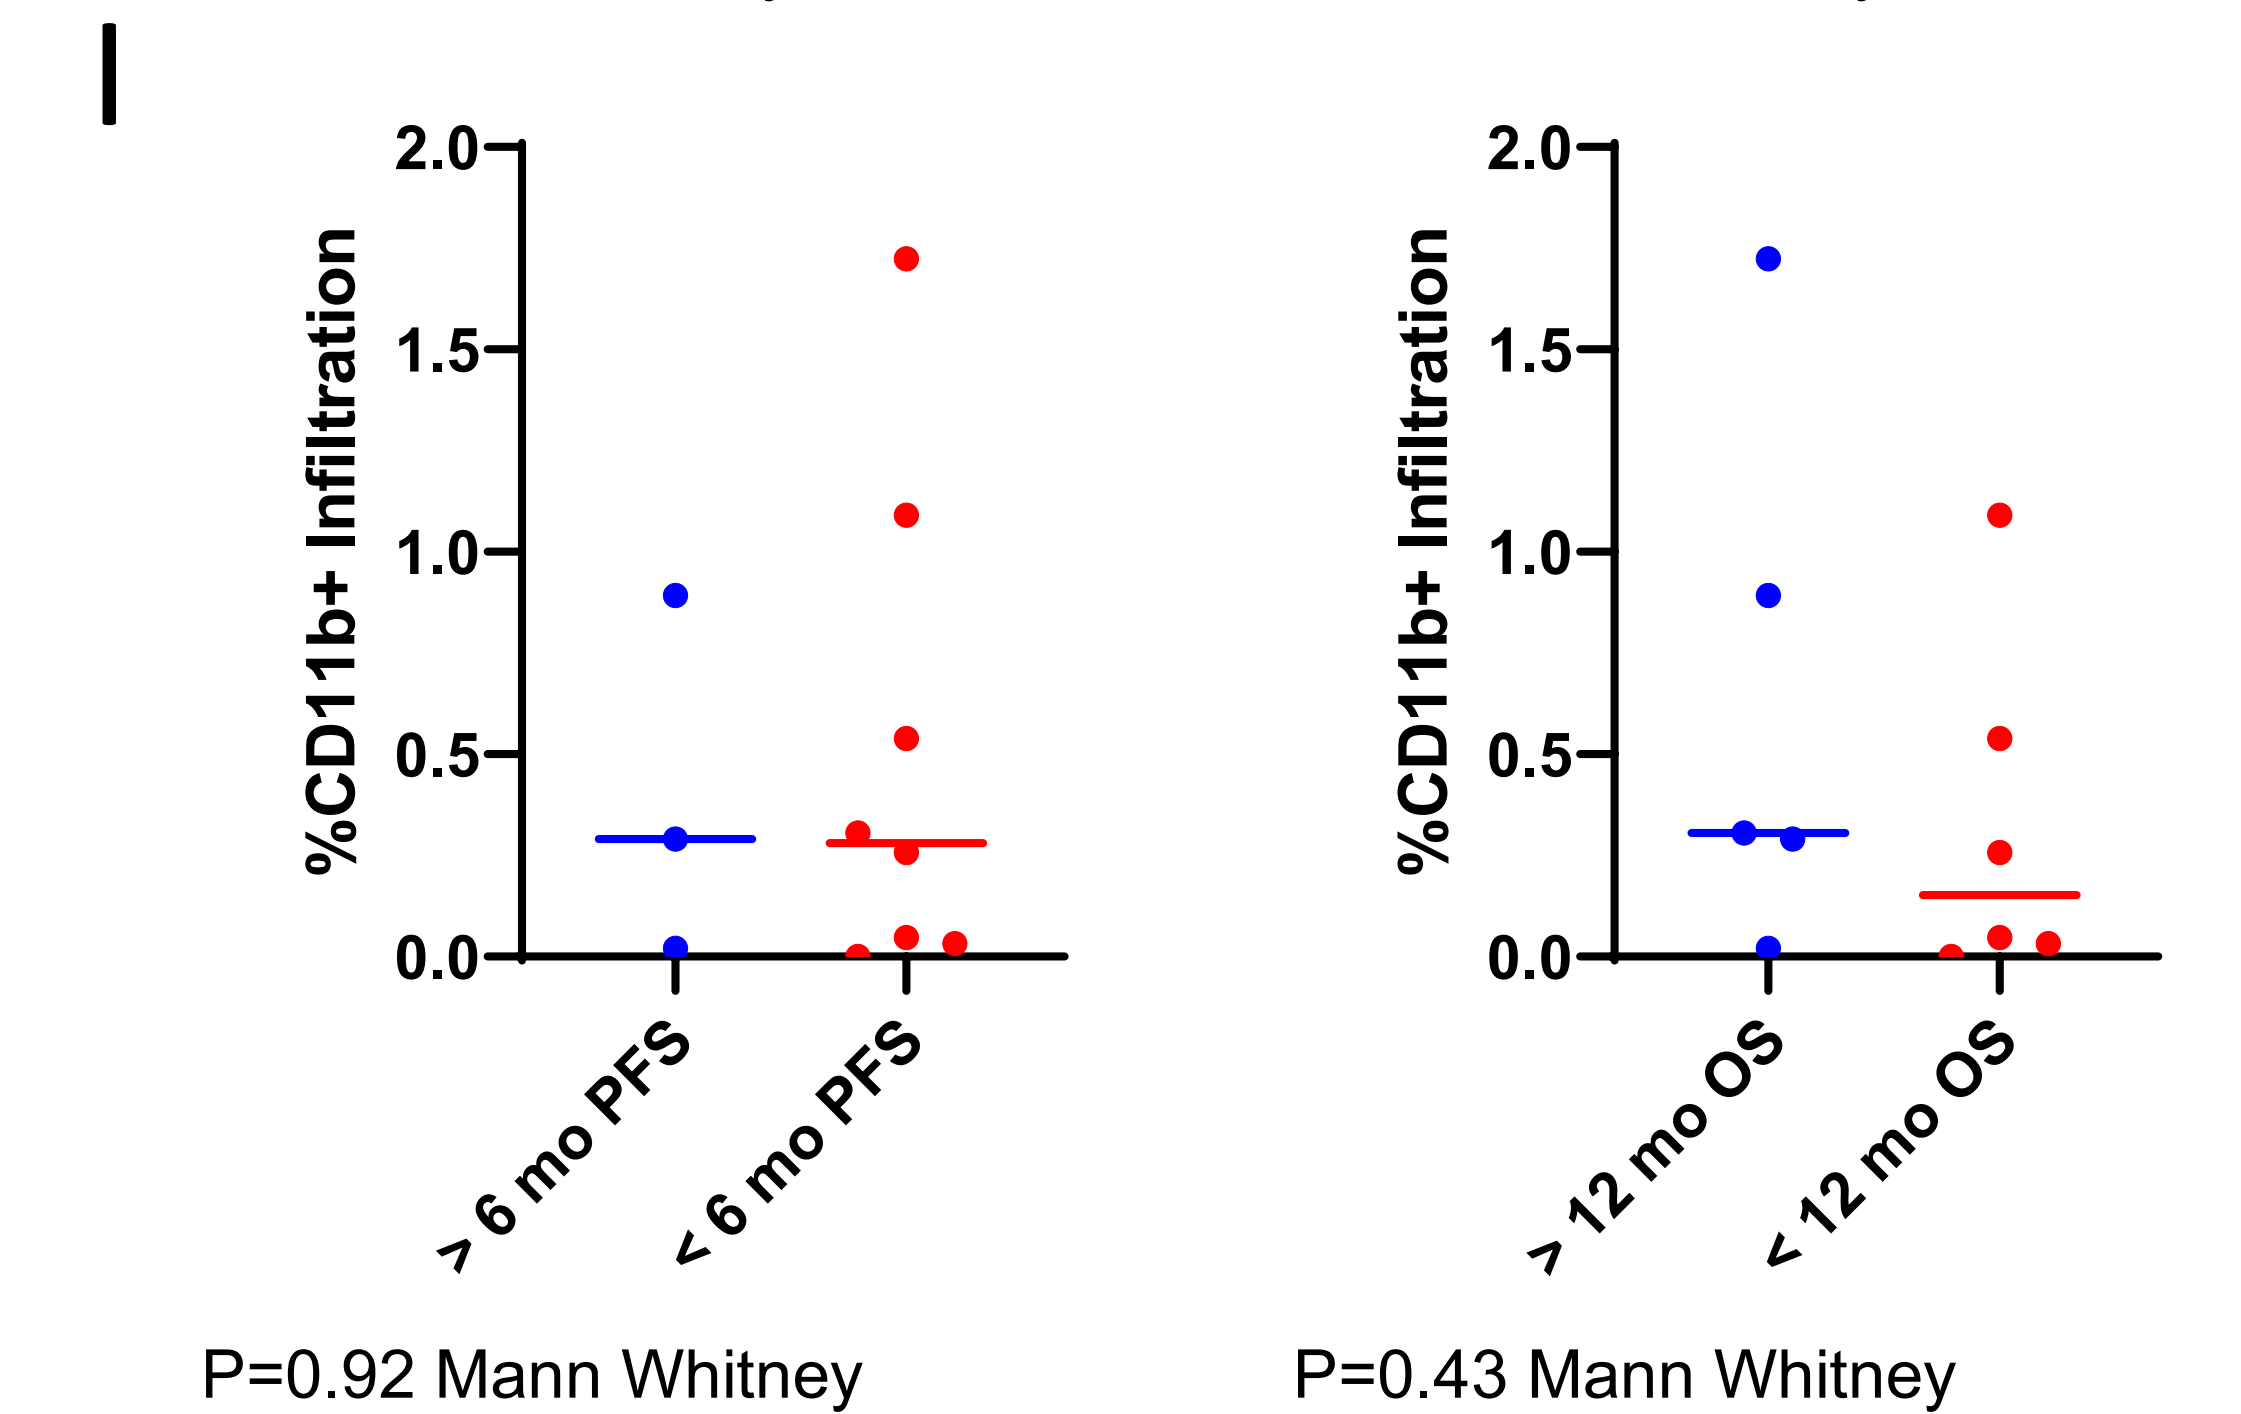 I
2.0
1.5
1.0
0.5
0.0
%CD11b+ Infiltration
> 6 mo PFS
< 6 mo PFS
P=0.92 Mann Whitney
2.0
1.5
1.0
0.5
0.0
%CD11b+ Infiltration
> 12 mo OS
< 12 mo OS
P=0.43 Mann Whitney